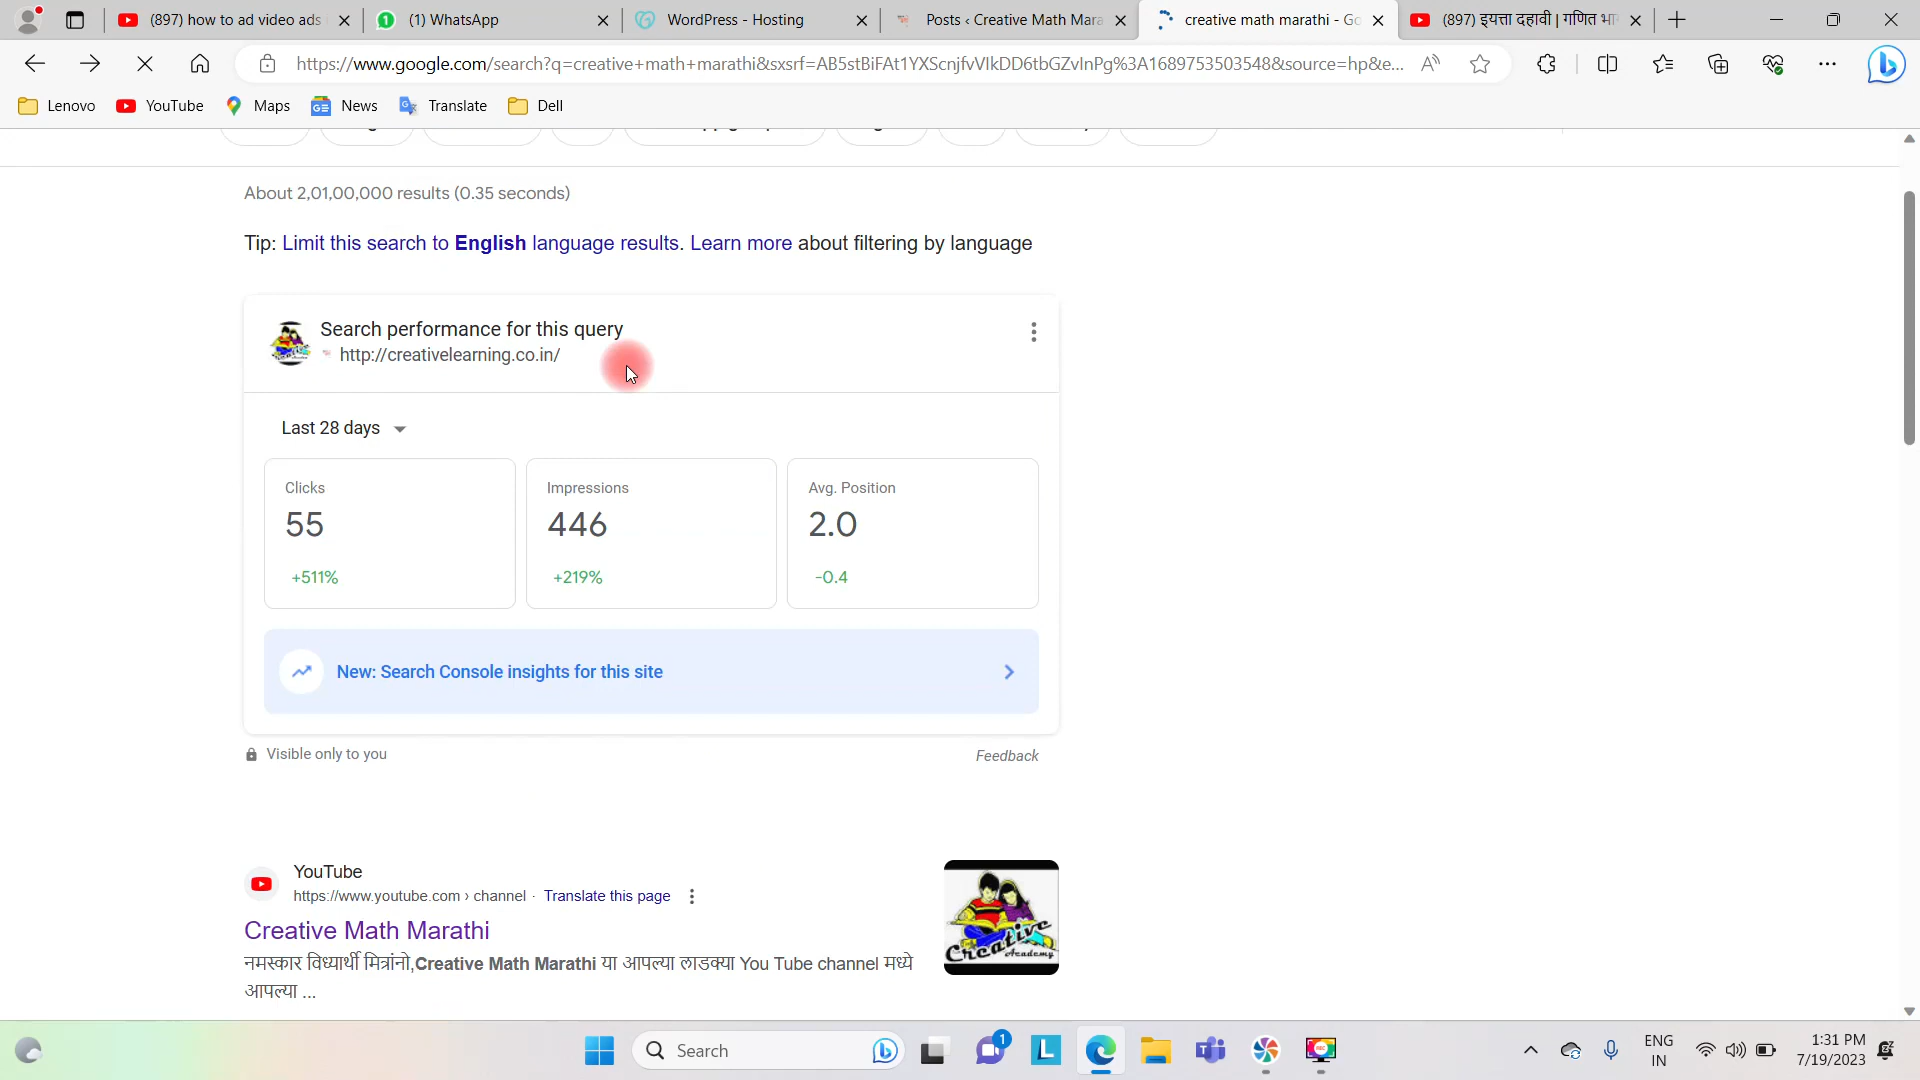 (897) how to ad video ads
(1) WhatsApp
WordPress - Hosting
Posts ‹ Creative Math Mara
creative math marathi - Go
(897) इयत्ता दहावी | गणित भा
https://www.google.com/search?q=creative+math+marathi&sxsrf=AB5stBiFAt1YXScnjfvVIkDD6tbGZvInPg%3A1689753503548&source=hp&e...
Lenovo
YouTube
Maps
News
Translate
Dell
About 2,01,00,000 results (0.35 seconds)
Tip: Limit this search to English language results. Learn more about filtering by language
Search performance for this query
http://creativelearning.co.in/
Last 28 days
Clicks
Impressions
Avg. Position
55
446
2.0
+511%
+219%
-0.4
New: Search Console insights for this site
Visible only to you
Feedback
YouTube
https://www.youtube.com › channel · Translate this page
Creative Math Marathi
नमस्कार विध्यार्थी मित्रांनो,Creative Math Marathi या आपल्या लाडक्या You Tube channel मध्ये
आपल्या ...
Creative
Academy
Search
1
ENG
IN
1:31 PM
7/19/2023